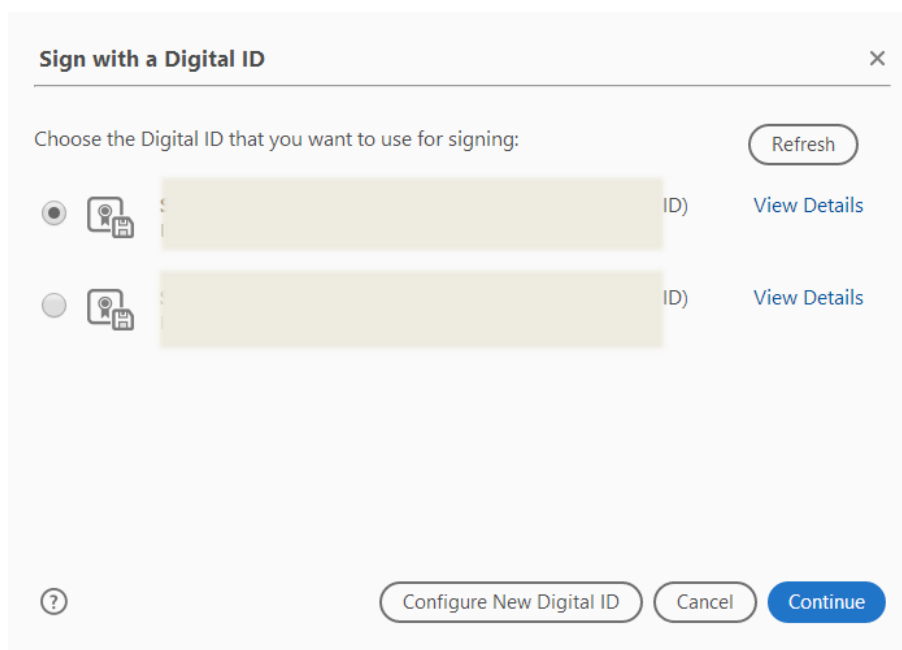 Sign with a Digital ID
Choose the Digital ID that you want to use for signing:
Refresh
ID)
View Details
ID)
View Details
Configure New Digital ID
Cancel
Continue